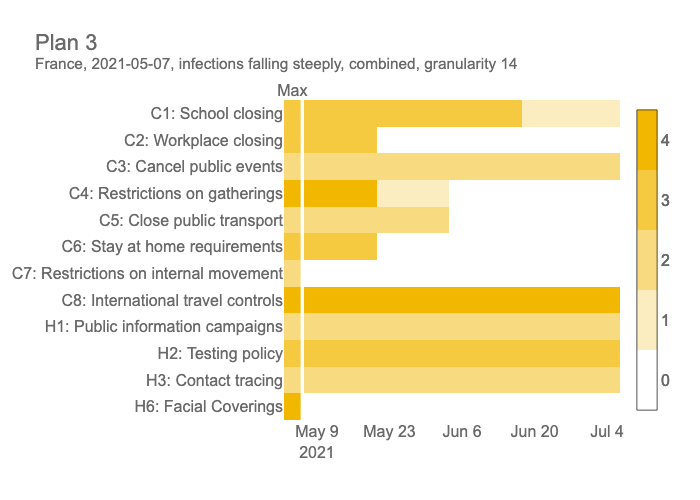 Plan 3
France, 2021-05-07, infections falling steeply, combined, granularity 14
Max
C1: School closing
C2: Workplace closing
C3: Cancel public events
C4: Restrictions on gatherings
C5: Close public transport
C6: Stay at home requirements
C7: Restrictions on internal movement
C8: International travel controls
H1: Public information campaigns
H2: Testing policy
H3: Contact tracing
H6: Facial Coverings
May 9 May 23 Jun 6 Jun 20 Jul 4
2021
4
3
2
1
0